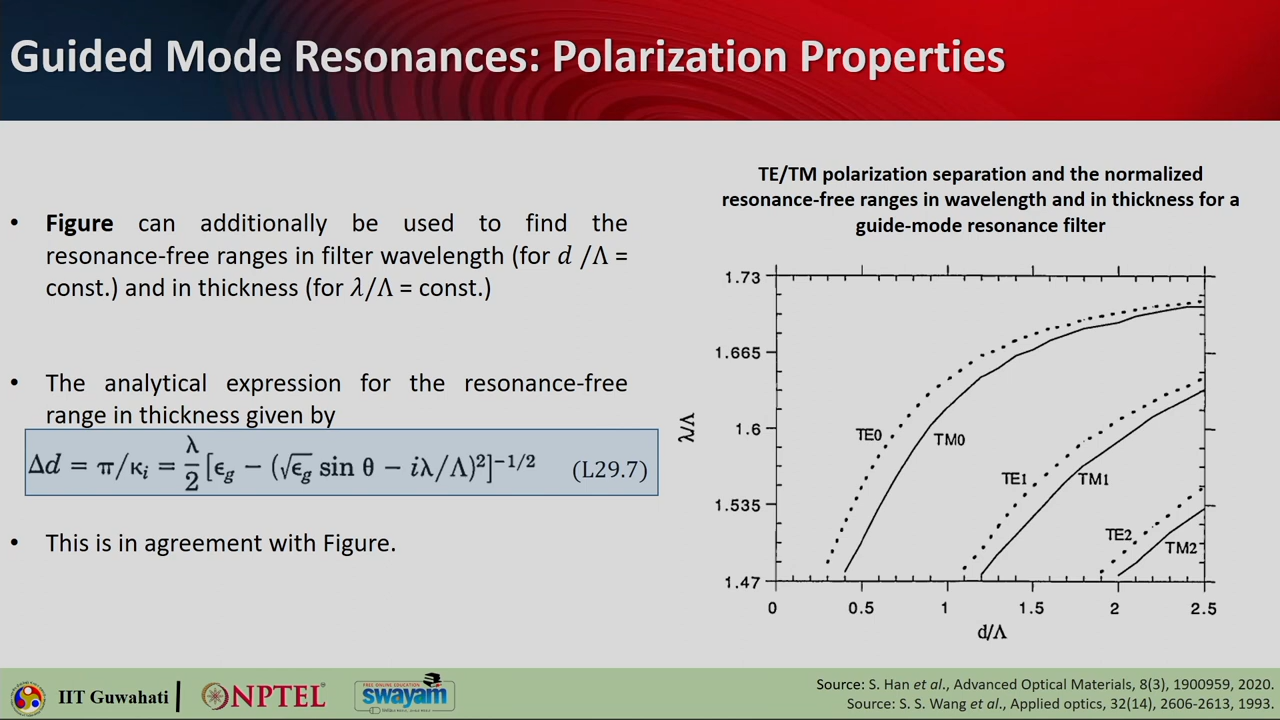 Guided Mode Resonances: Polarization Properties
• Figure can additionally be used to find the
resonance-free ranges in filter wavelength (for d /Λ =
const.) and in thickness (for λ/Λ = const.)
• The analytical expression for the resonance-free
range in thickness given by
Δd = π/κᵢ = λ/2 [ϵg − (√ϵg sin θ − iλ/Λ)²]^−1/2 (L29.7)
• This is in agreement with Figure.
TE/TM polarization separation and the normalized
resonance-free ranges in wavelength and in thickness for a
guide-mode resonance filter
1.73
1.665
1.6
1.535
1.47
λ/Λ
TE0
TM0
TE1
TM1
TE2
TM2
0 0.5 1 1.5 2 2.5
d/Λ
IIT Guwahati
NPTEL
FREE ONLINE EDUCATION
swayam
Source: S. Han et al., Advanced Optical Materials, 8(3), 1900959, 2020.
Source: S. S. Wang et al., Applied optics, 32(14), 2606-2613, 1993.